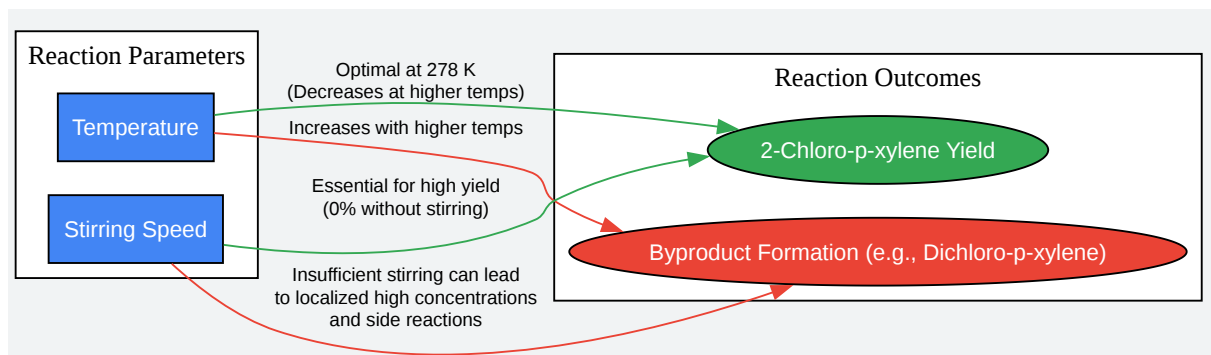 Reaction Parameters
Temperature
Stirring Speed
Optimal at 278 K
(Decreases at higher temps)
Increases with higher temps
Essential for high yield
(0% without stirring)
Insufficient stirring can lead
to localized high concentrations
and side reactions
Reaction Outcomes
2-Chloro-p-xylene Yield
Byproduct Formation (e.g., Dichloro-p-xylene)